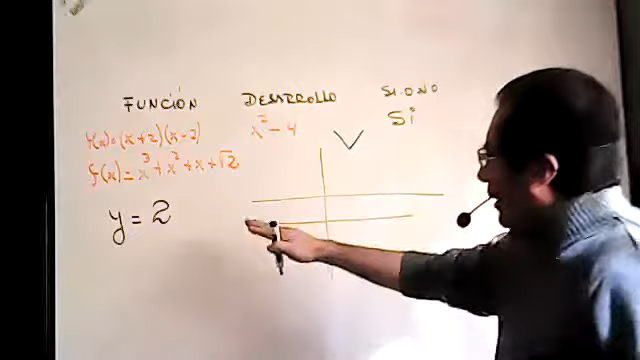 FUNCIÓN DESARROLLO SI O NO
f(x)=(x+2)(x-2) x²-4 Si
f(x)=x³+x²+x+√2
y=2